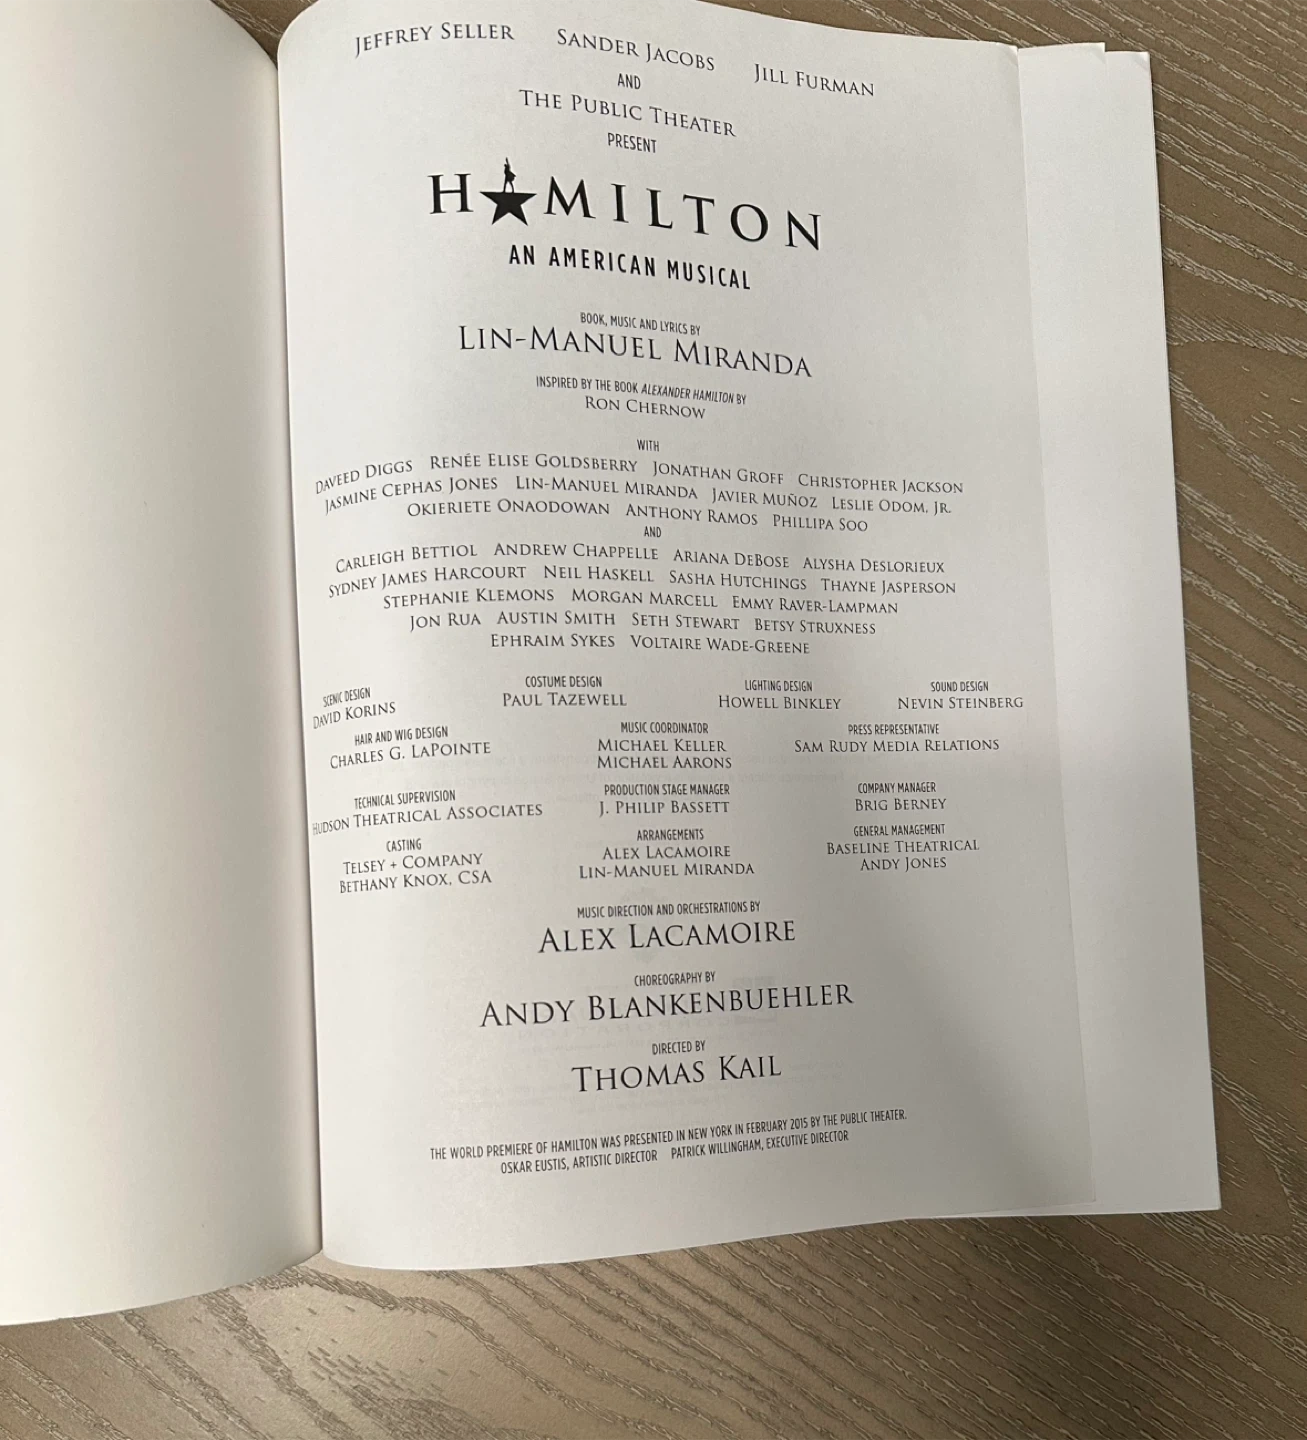 JEFFREY SELLER SANDER JACOBS JILL FURMAN
AND
THE PUBLIC THEATER
PRESENT
HAMILTON
AN AMERICAN MUSICAL
BOOK, MUSIC AND LYRICS BY
LIN-MANUEL MIRANDA
INSPIRED BY THE BOOK ALEXANDER HAMILTON BY
RON CHERNOW
WITH
DAVEED DIGGS RENÉE ELISE GOLDSBERRY JONATHAN GROFF CHRISTOPHER JACKSON
JASMINE CEPHAS JONES LIN-MANUEL MIRANDA JAVIER MUÑOZ LESLIE ODOM, JR.
OKIERIETE ONAODOWAN ANTHONY RAMOS PHILLIPA SOO
AND
CARLEIGH BETTIOL ANDREW CHAPPELLE ARIANA DEBOSE ALYSHA DESLORIEUX
SYDNEY JAMES HARCOURT NEIL HASKELL SASHA HUTCHINGS THAYNE JASPERSON
STEPHANIE KLEMONS MORGAN MARCELL EMMY RAVER-LAMPMAN
JON RUA AUSTIN SMITH SETH STEWART BETSY STRUXNESS
EPHRAIM SYKES VOLTAIRE WADE-GREENE
SCENIC DESIGN COSTUME DESIGN LIGHTING DESIGN SOUND DESIGN
DAVID KORINS PAUL TAZEWELL HOWELL BINKLEY NEVIN STEINBERG
HAIR AND WIG DESIGN MUSIC COORDINATOR PRESS REPRESENTATIVE
CHARLES G. LAPOINTE MICHAEL KELLER SAM RUDY MEDIA RELATIONS
MICHAEL AARONS
TECHNICAL SUPERVISION PRODUCTION STAGE MANAGER COMPANY MANAGER
HUDSON THEATRICAL ASSOCIATES J. PHILIP BASSETT BRIG BERNEY
CASTING ARRANGEMENTS GENERAL MANAGEMENT
TELSEY + COMPANY ALEX LACAMOIRE BASELINE THEATRICAL
BETHANY KNOX, CSA LIN-MANUEL MIRANDA ANDY JONES
MUSIC DIRECTION AND ORCHESTRATIONS BY
ALEX LACAMOIRE
CHOREOGRAPHY BY
ANDY BLANKENBUEHLER
DIRECTED BY
THOMAS KAIL
THE WORLD PREMIERE OF HAMILTON WAS PRESENTED IN NEW YORK IN FEBRUARY 2015 BY THE PUBLIC THEATER.
OSKAR EUSTIS, ARTISTIC DIRECTOR PATRICK WILLINGHAM, EXECUTIVE DIRECTOR